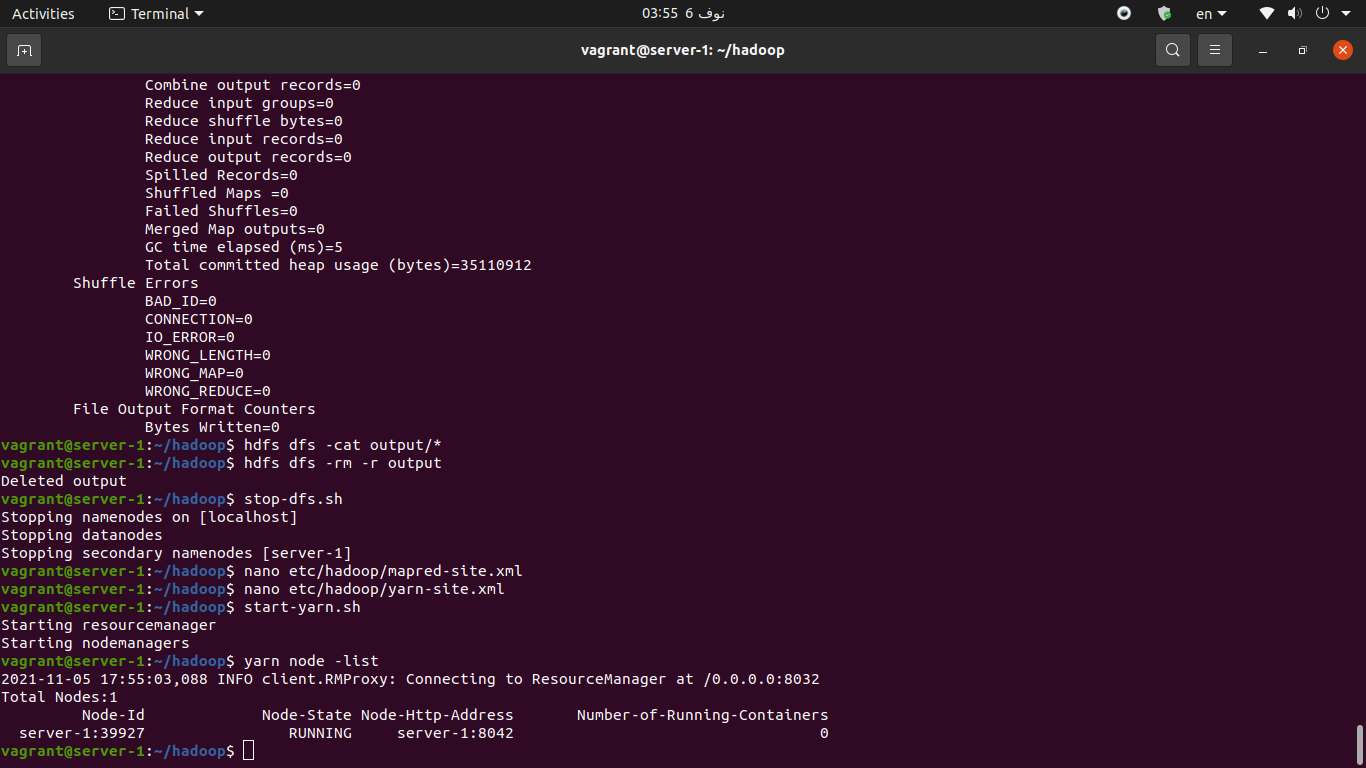 Activities Terminal 03:55 6 نوف en
vagrant@server-1: ~/hadoop
Combine output records=0
Reduce input groups=0
Reduce shuffle bytes=0
Reduce input records=0
Reduce output records=0
Spilled Records=0
Shuffled Maps =0
Failed Shuffles=0
Merged Map outputs=0
GC time elapsed (ms)=5
Total committed heap usage (bytes)=35110912
Shuffle Errors
BAD_ID=0
CONNECTION=0
IO_ERROR=0
WRONG_LENGTH=0
WRONG_MAP=0
WRONG_REDUCE=0
File Output Format Counters
Bytes Written=0
vagrant@server-1:~/hadoop$ hdfs dfs -cat output/*
vagrant@server-1:~/hadoop$ hdfs dfs -rm -r output
Deleted output
vagrant@server-1:~/hadoop$ stop-dfs.sh
Stopping namenodes on [localhost]
Stopping datanodes
Stopping secondary namenodes [server-1]
vagrant@server-1:~/hadoop$ nano etc/hadoop/mapred-site.xml
vagrant@server-1:~/hadoop$ nano etc/hadoop/yarn-site.xml
vagrant@server-1:~/hadoop$ start-yarn.sh
Starting resourcemanager
Starting nodemanagers
vagrant@server-1:~/hadoop$ yarn node -list
2021-11-05 17:55:03,088 INFO client.RMProxy: Connecting to ResourceManager at /0.0.0.0:8032
Total Nodes:1
Node-Id Node-State Node-Http-Address Number-of-Running-Containers
server-1:39927 RUNNING server-1:8042 0
vagrant@server-1:~/hadoop$